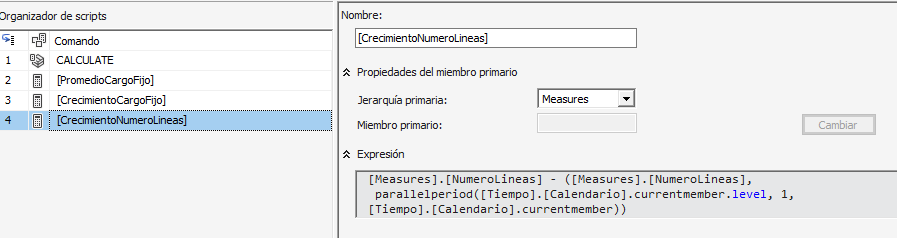 Organizador de scripts
Comando
1 CALCULATE
2 [PromedioCargoFijo]
3 [CrecimientoCargoFijo]
4 [CrecimientoNumeroLineas]
Nombre:
[CrecimientoNumeroLineas]
Propiedades del miembro primario
Jerarquía primaria: Measures
Miembro primario: Cambiar
Expresión
[Measures].[NumeroLineas] - ([Measures].[NumeroLineas],
parallelperiod([Tiempo].[Calendario].currentmember.level, 1,
[Tiempo].[Calendario].currentmember))